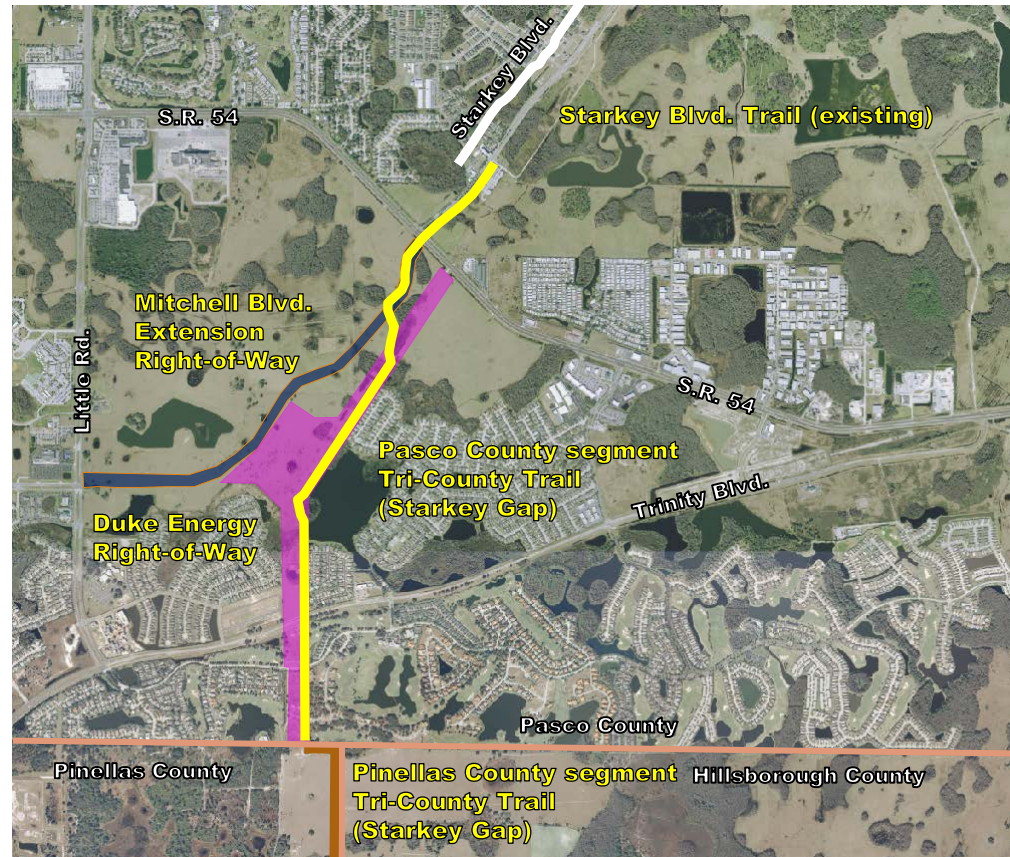 Starkey Blvd.
S.R. 54
Starkey Blvd. Trail (existing)
Mitchell Blvd.
Extension
Right-of-Way
Little Rd.
S.R. 54
Pasco County segment
Tri-County Trail
(Starkey Gap)
Trinity Blvd.
Duke Energy
Right-of-Way
Pasco County
Pinellas County
Pinellas County segment
Tri-County Trail
(Starkey Gap)
Hillsborough County